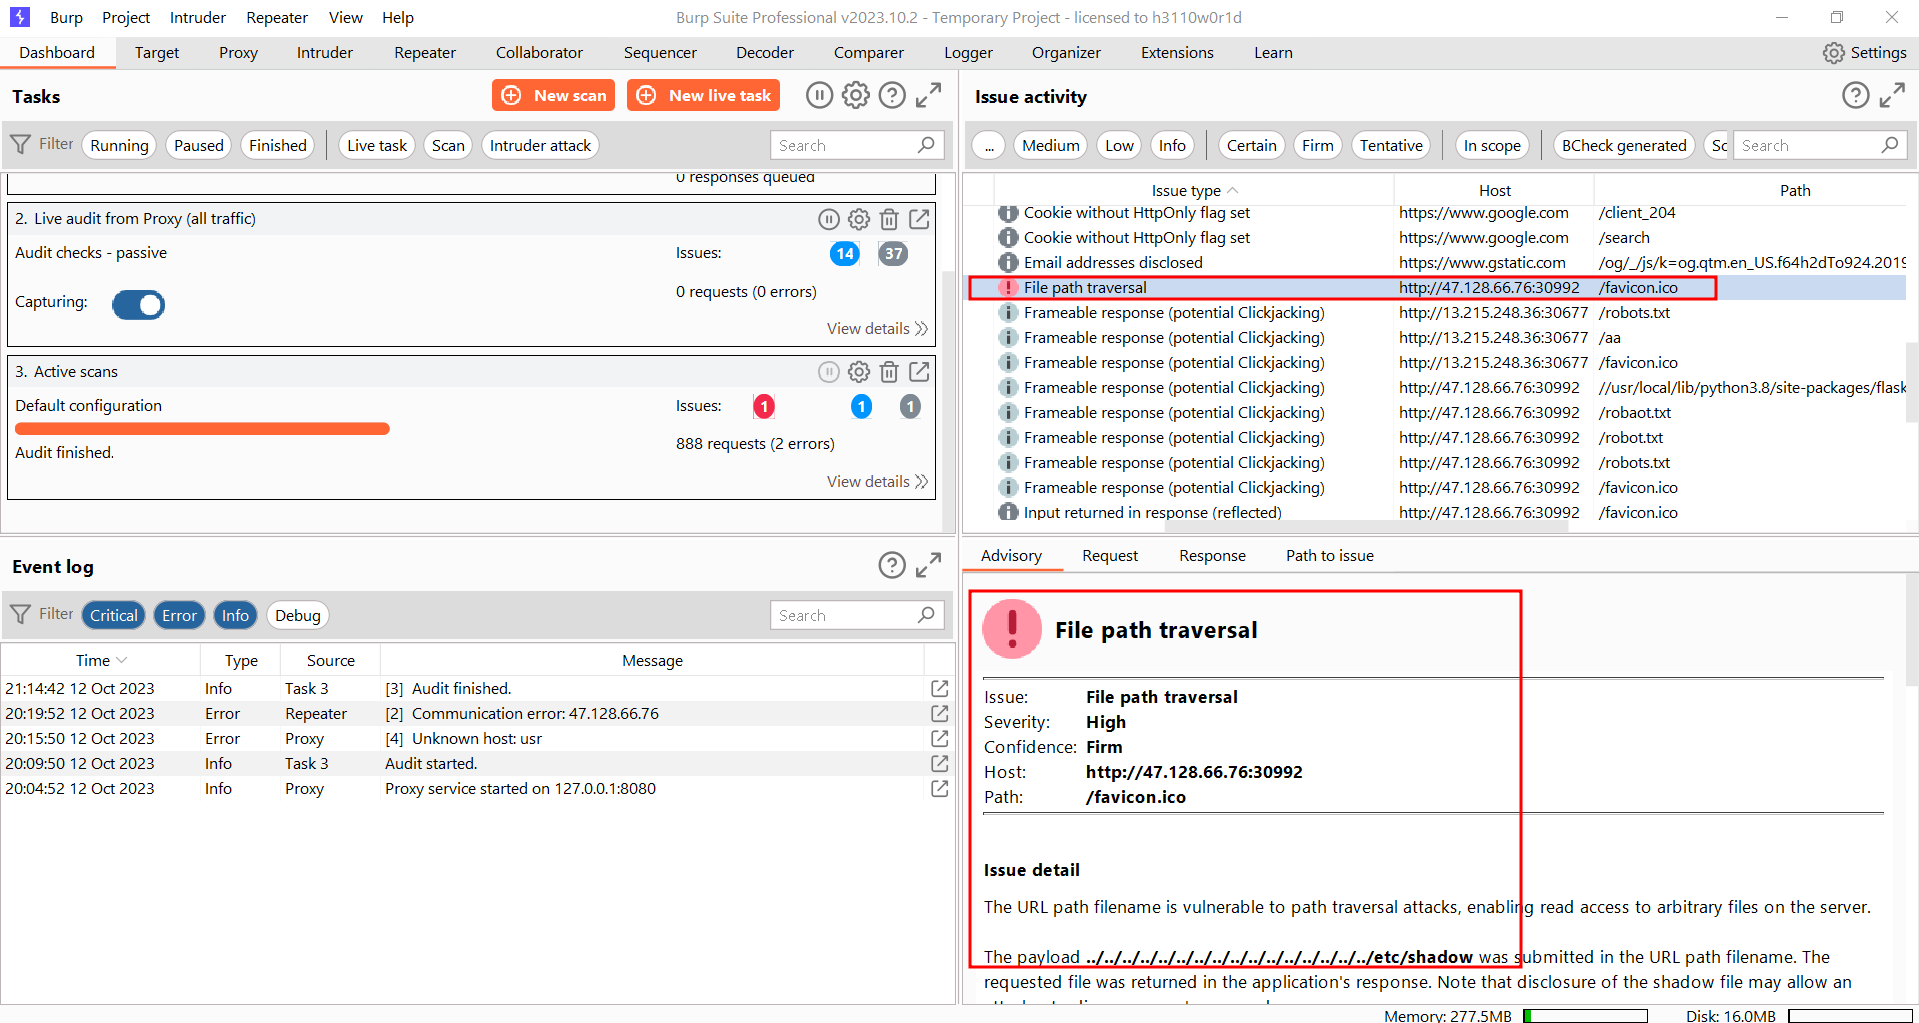 Burp Project Intruder Repeater View Help
Burp Suite Professional v2023.10.2 - Temporary Project - licensed to h3110w0r1d
Dashboard Target Proxy Intruder Repeater Collaborator Sequencer Decoder Comparer Logger Organizer Extensions Learn
Settings
Tasks
New scan
New live task
Filter Running Paused Finished Live task Scan Intruder attack
Search
0 responses queued
2. Live audit from Proxy (all traffic)
Audit checks - passive
Issues: 14 37
Capturing:
0 requests (0 errors)
View details
3. Active scans
Default configuration
Issues: 1 1 1
888 requests (2 errors)
Audit finished.
View details
Issue activity
... Medium Low Info Certain Firm Tentative In scope BCheck generated Sc
Search
Issue type Host Path
Cookie without HttpOnly flag set https://www.google.com /client_204
Cookie without HttpOnly flag set https://www.google.com /search
Email addresses disclosed https://www.gstatic.com /og/_/js/k=og.qtm.en_US.f64h2dTo924.2019
File path traversal http://47.128.66.76:30992 /favicon.ico
Frameable response (potential Clickjacking) http://13.215.248.36:30677 /robots.txt
Frameable response (potential Clickjacking) http://13.215.248.36:30677 /aa
Frameable response (potential Clickjacking) http://13.215.248.36:30677 /favicon.ico
Frameable response (potential Clickjacking) http://47.128.66.76:30992 //usr/local/lib/python3.8/site-packages/flask
Frameable response (potential Clickjacking) http://47.128.66.76:30992 /robaot.txt
Frameable response (potential Clickjacking) http://47.128.66.76:30992 /robot.txt
Frameable response (potential Clickjacking) http://47.128.66.76:30992 /robots.txt
Frameable response (potential Clickjacking) http://47.128.66.76:30992 /favicon.ico
Input returned in response (reflected) http://47.128.66.76:30992 /favicon.ico
Event log
Filter Critical Error Info Debug
Search
Time Type Source Message
21:14:42 12 Oct 2023 Info Task 3 [3] Audit finished.
20:19:52 12 Oct 2023 Error Repeater [2] Communication error: 47.128.66.76
20:15:50 12 Oct 2023 Error Proxy [4] Unknown host: usr
20:09:50 12 Oct 2023 Info Task 3 Audit started.
20:04:52 12 Oct 2023 Info Proxy Proxy service started on 127.0.0.1:8080
Advisory Request Response Path to issue
File path traversal
Issue: File path traversal
Severity: High
Confidence: Firm
Host: http://47.128.66.76:30992
Path: /favicon.ico
Issue detail
The URL path filename is vulnerable to path traversal attacks, enabling read access to arbitrary files on the server.
The payload ../../../../../../../../../../../../../../../../etc/shadow was submitted in the URL path filename. The
requested file was returned in the application's response. Note that disclosure of the shadow file may allow an
Memory: 277.5MB
Disk: 16.0MB